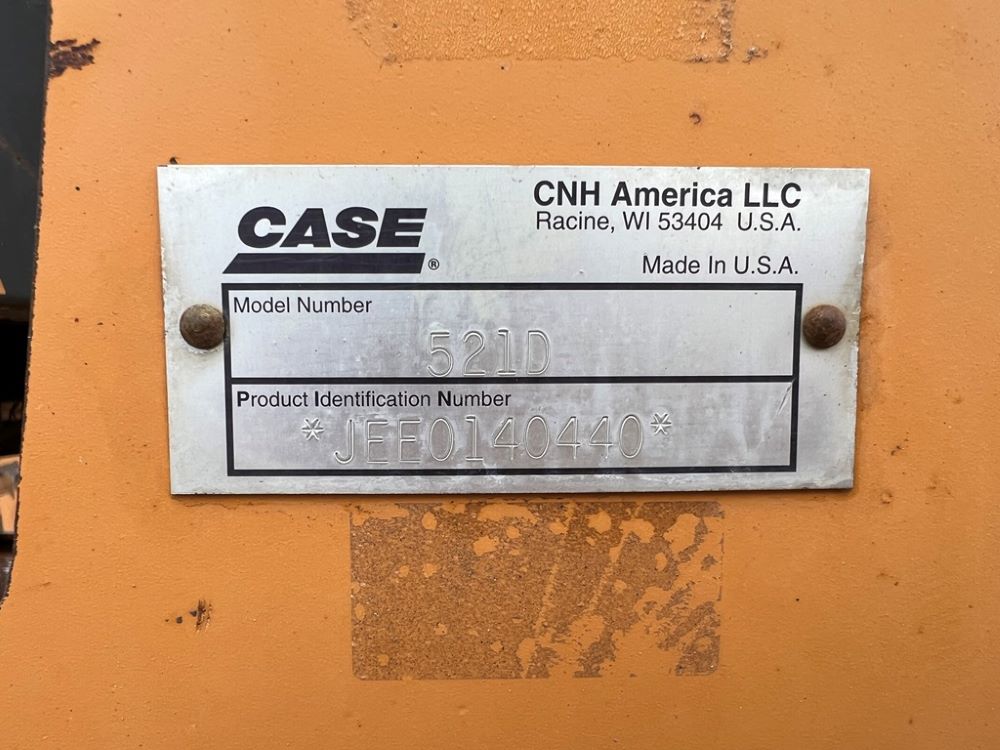 CASE®
CNH America LLC
Racine, WI 53404 U.S.A.
Made In U.S.A.
Model Number
521D
Product Identification Number
*JEE0140440*